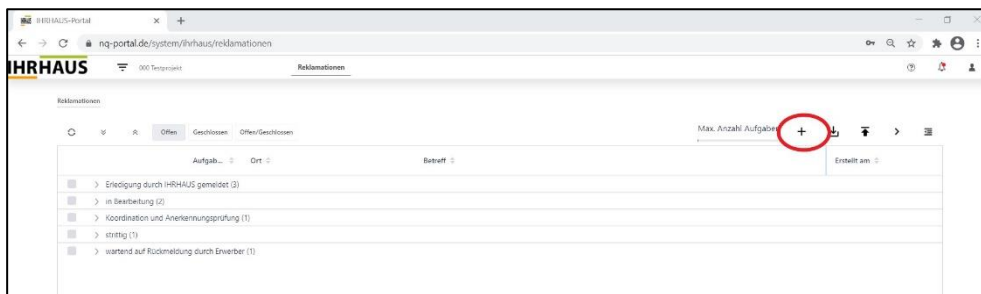 IHRHAUS-Portal
nq-portal.de/system/ihrhaus/reklamationen
IHRHAUS 000 Testprojekt Reklamationen
Reklamationen
Offen Geschlossen Offen/Geschlossen Max. Anzahl Aufgaben
Aufgab... Ort Betreff Erstellt am
Erledigung durch IHRHAUS gemeldet (3)
in Bearbeitung (2)
Koordination und Anerkennungsprüfung (1)
strittig (1)
wartend auf Rückmeldung durch Erwerber (1)